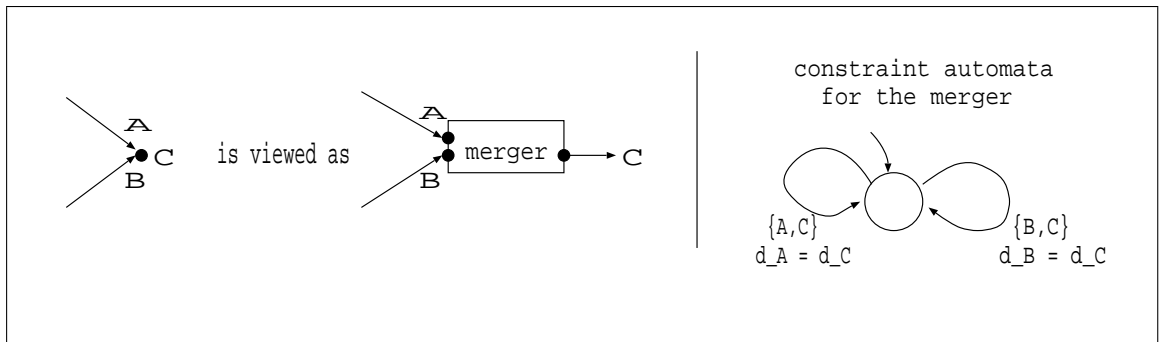 A
C
B
is viewed as
A
B
merger
C
constraint automata
for the merger
{A,C}
d_A = d_C
{B,C}
d_B = d_C